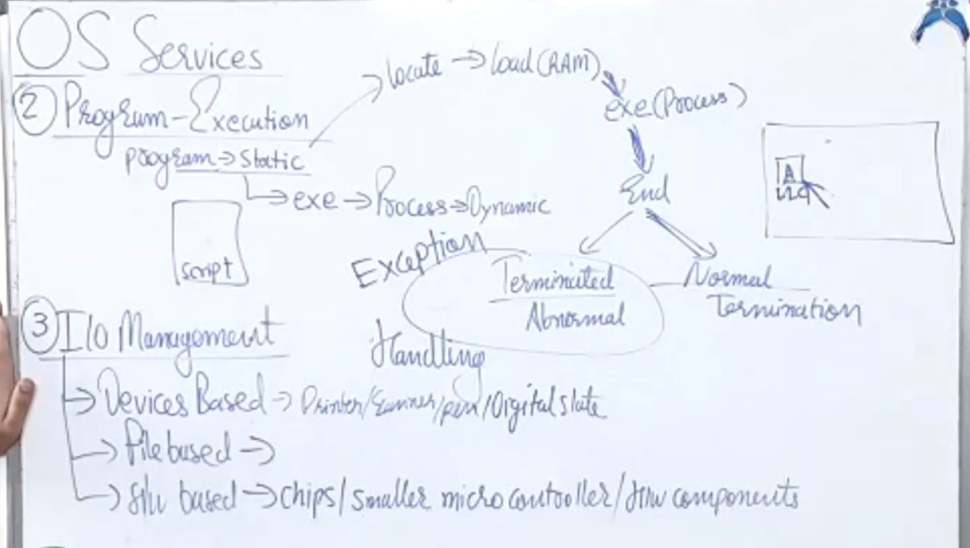 OS Services
② Program-Execution
program → Static
→ exe → Process → Dynamic
→ locate → load (RAM)
exe (Process)
End
Terminated
Abnormal
Normal
Termination
Exception
Handling
script
A
③ I/o Management
→ Devices Based → Printer/Scanner/pen/Digital slate
→ File based →
→ H/w based → chips/smaller microcontroller/H/w components